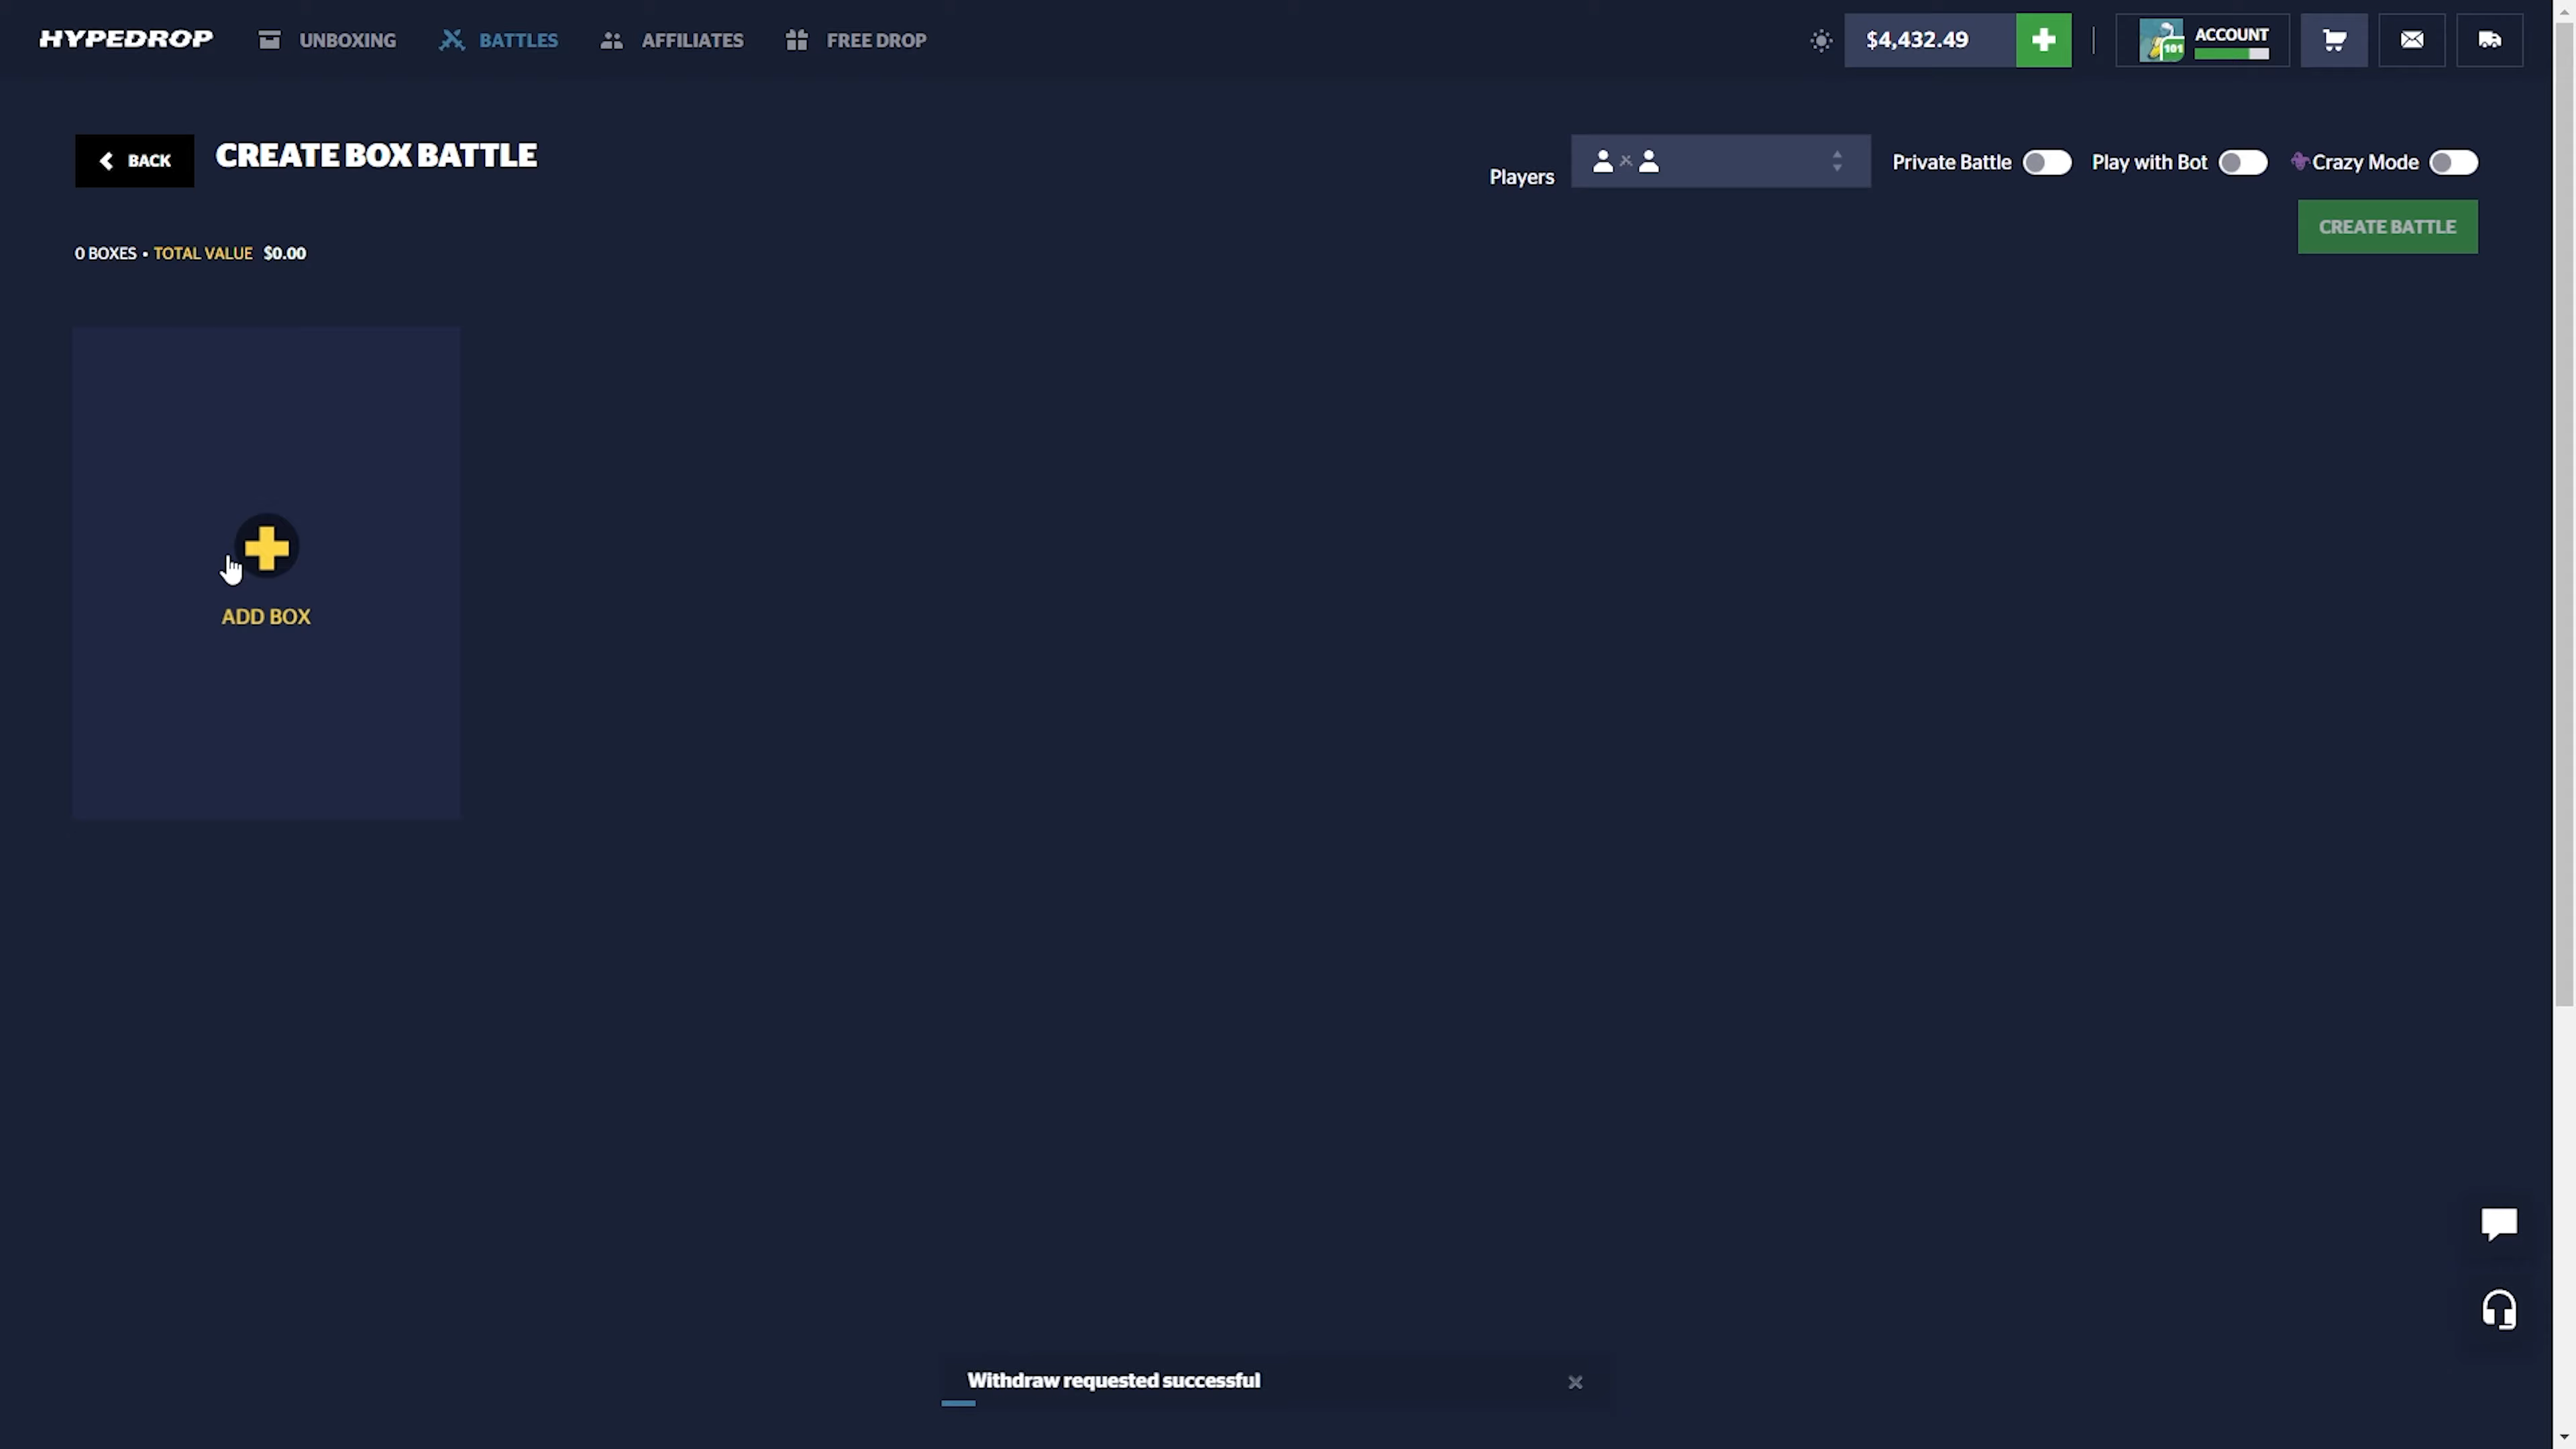 HYPEDROP UNBOXING BATTLES AFFILIATES FREE DROP $4,432.49 101 ACCOUNT
BACK CREATE BOX BATTLE Players Private Battle Play with Bot Crazy Mode
CREATE BATTLE
0 BOXES • TOTAL VALUE $0.00
ADD BOX
Withdraw requested successful